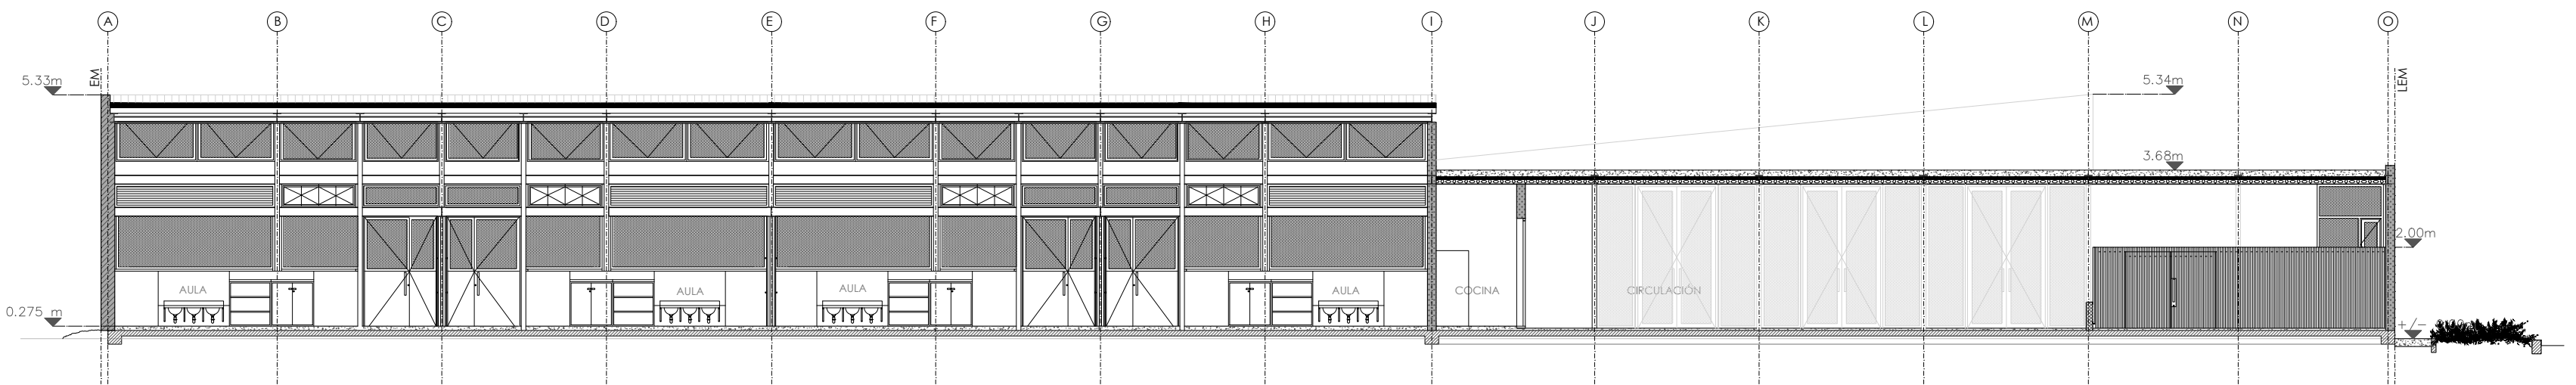 A B C D E F G H I J K L M N O
EM
LEM
5.33m
5.34m
3.68m
2.00m
AULA AULA AULA AULA
COCINA
CIRCULACIÓN
0.275 m
+/-